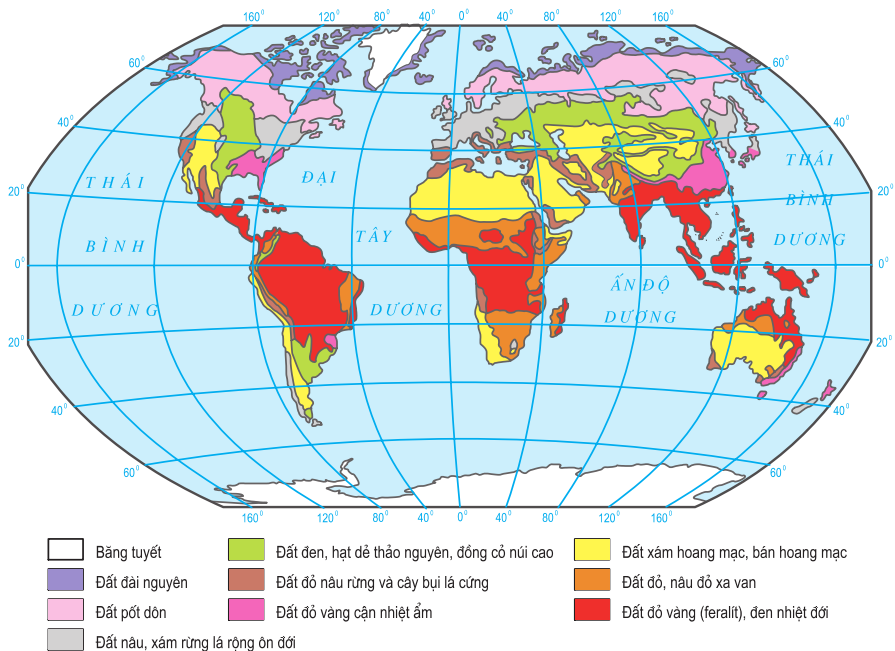 160° 120° 80° 40° 0° 40° 80° 120° 160°
60° 60°
40° 40°
THÁI ĐẠI THÁI
20° 20°
BÌNH TÂY BÌNH
DƯƠNG
0° 0°
ẤN ĐỘ
DƯƠNG DƯƠNG DƯƠNG
20° 20°
40° 40°
60° 60°
160° 120° 80° 40° 0° 40° 80° 120° 160°
Băng tuyết
Đất đài nguyên
Đất pốt dôn
Đất nâu, xám rừng lá rộng ôn đới
Đất đen, hạt dẻ thảo nguyên, đồng cỏ núi cao
Đất đỏ nâu rừng và cây bụi lá cứng
Đất đỏ vàng cận nhiệt ẩm
Đất xám hoang mạc, bán hoang mạc
Đất đỏ, nâu đỏ xa van
Đất đỏ vàng (feralít), đen nhiệt đới